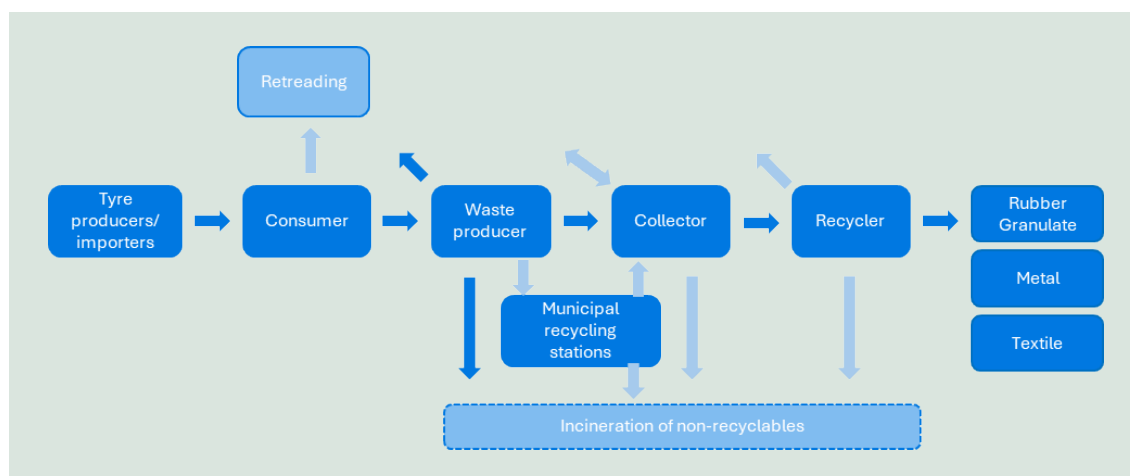 Retreading
Tyre
producers/
importers
Consumer
Waste
producer
Collector
Recycler
Rubber
Granulate
Metal
Textile
Municipal
recycling
stations
Incineration of non-recyclables